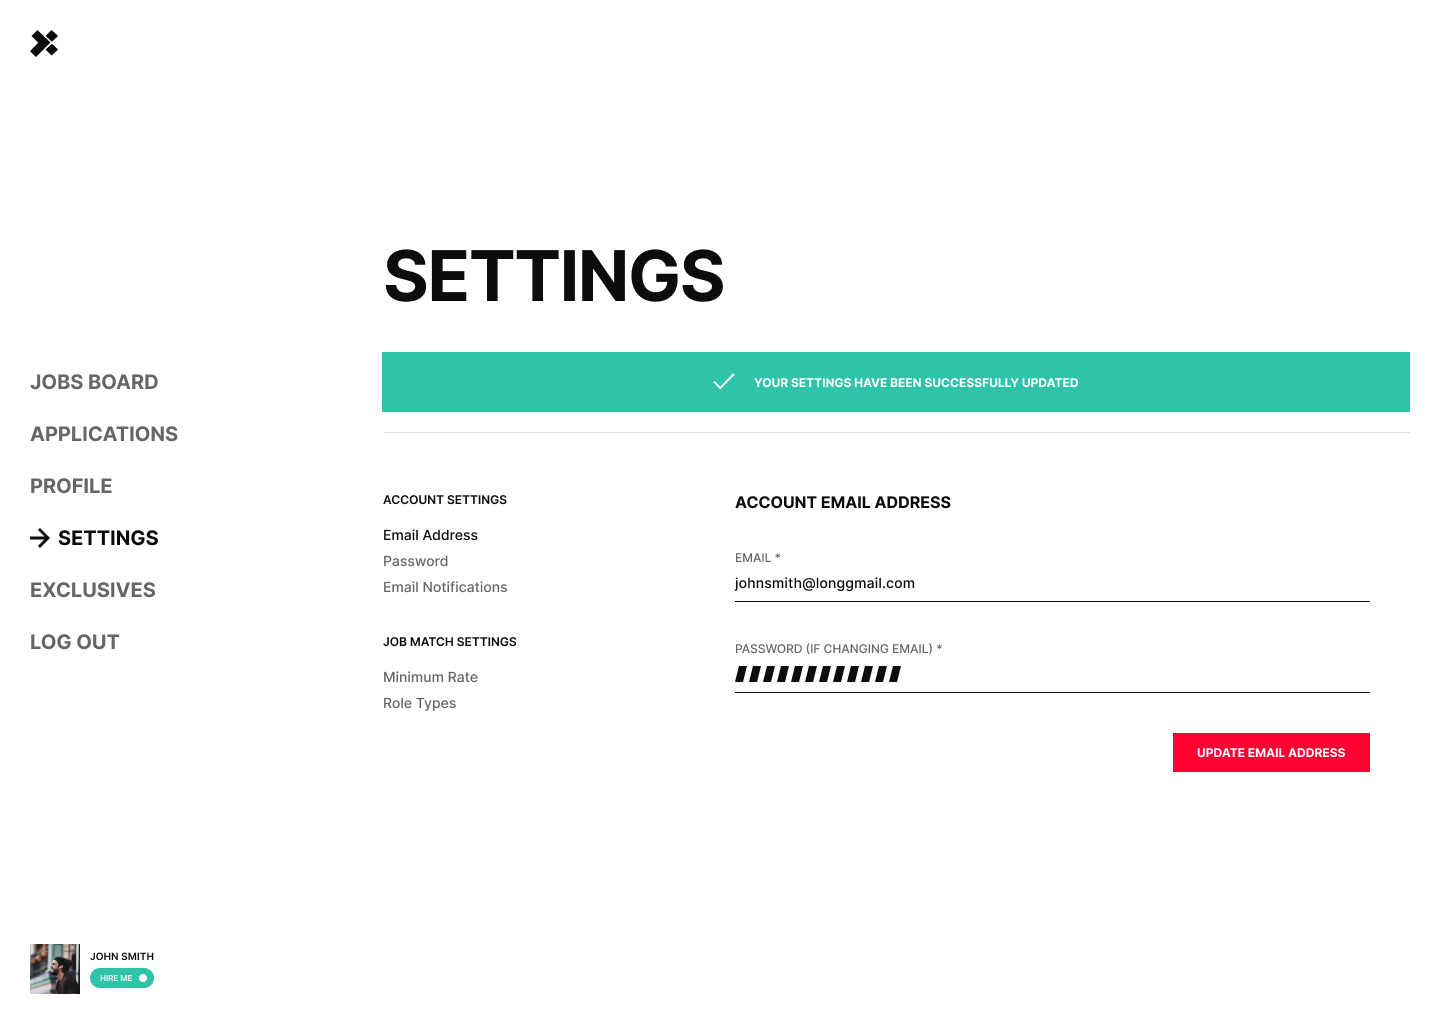 SETTINGS
YOUR SETTINGS HAVE BEEN SUCCESSFULLY UPDATED
JOBS BOARD
APPLICATIONS
PROFILE
SETTINGS
EXCLUSIVES
LOG OUT
ACCOUNT SETTINGS
Email Address
Password
Email Notifications
JOB MATCH SETTINGS
Minimum Rate
Role Types
ACCOUNT EMAIL ADDRESS
EMAIL *
johnsmith@longgmail.com
PASSWORD (IF CHANGING EMAIL) *
UPDATE EMAIL ADDRESS
JOHN SMITH
HIRE ME